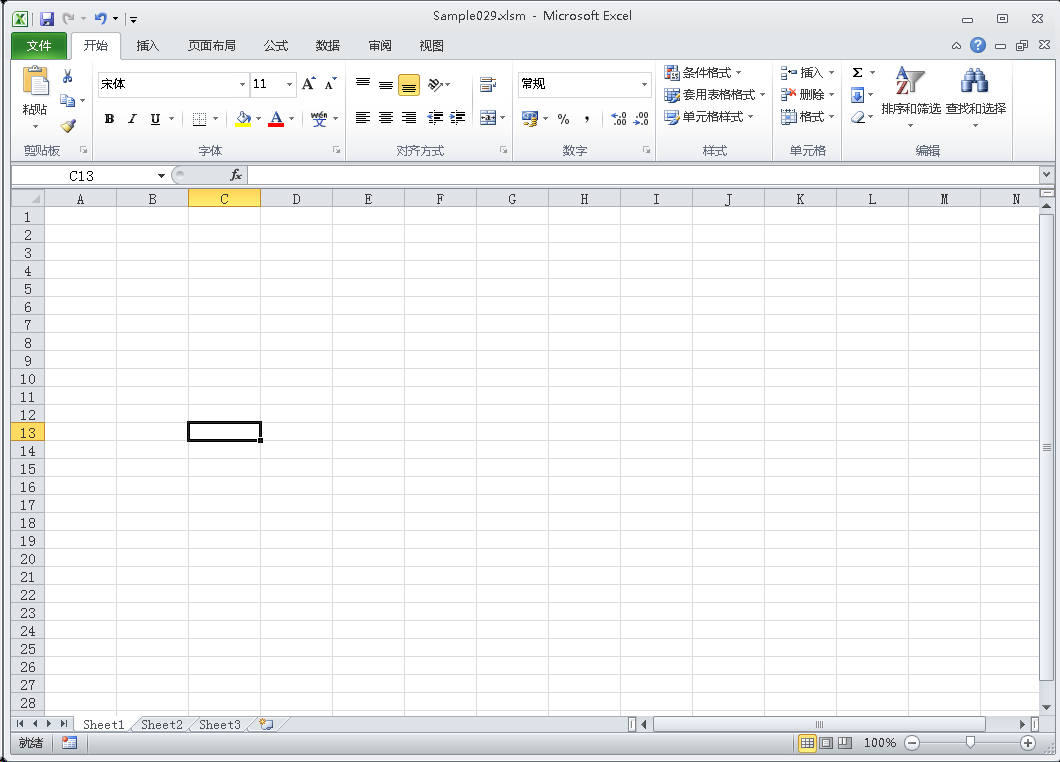 Sample029.xlsm - Microsoft Excel
文件 开始 插入 页面布局 公式 数据 审阅 视图
宋体 11 常规 条件格式 插入 Σ
粘贴 套用表格格式 删除 排序和筛选 查找和选择
B I U A wén 文 % , 单元格样式 格式
剪贴板 字体 对齐方式 数字 样式 单元格 编辑
C13 fx
A B C D E F G H I J K L M N
1
2
3
4
5
6
7
8
9
10
11
12
13
14
15
16
17
18
19
20
21
22
23
24
25
26
27
28
Sheet1 Sheet2 Sheet3
就绪 100%